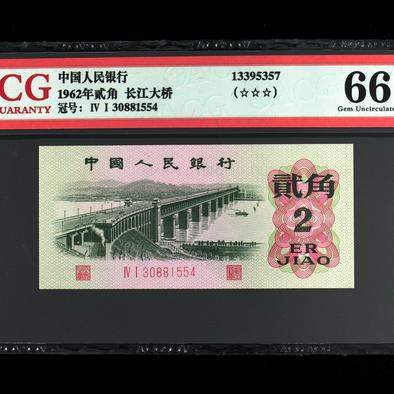 CG
UARANTY
中国人民银行
1962年贰角 长江大桥
冠号: Ⅳ Ⅰ 30881554
13395357
(☆☆☆)
66
Gem Uncirculate
中國人民銀行
貳角
2
ER
JIAO
Ⅳ Ⅰ 30881554